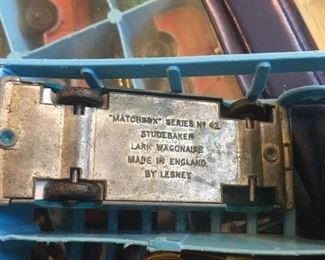 "MATCHBOX" SERIES Nº 42
STUDEBAKER
LARK WAGONAIRE
MADE IN ENGLAND
BY LESNEY